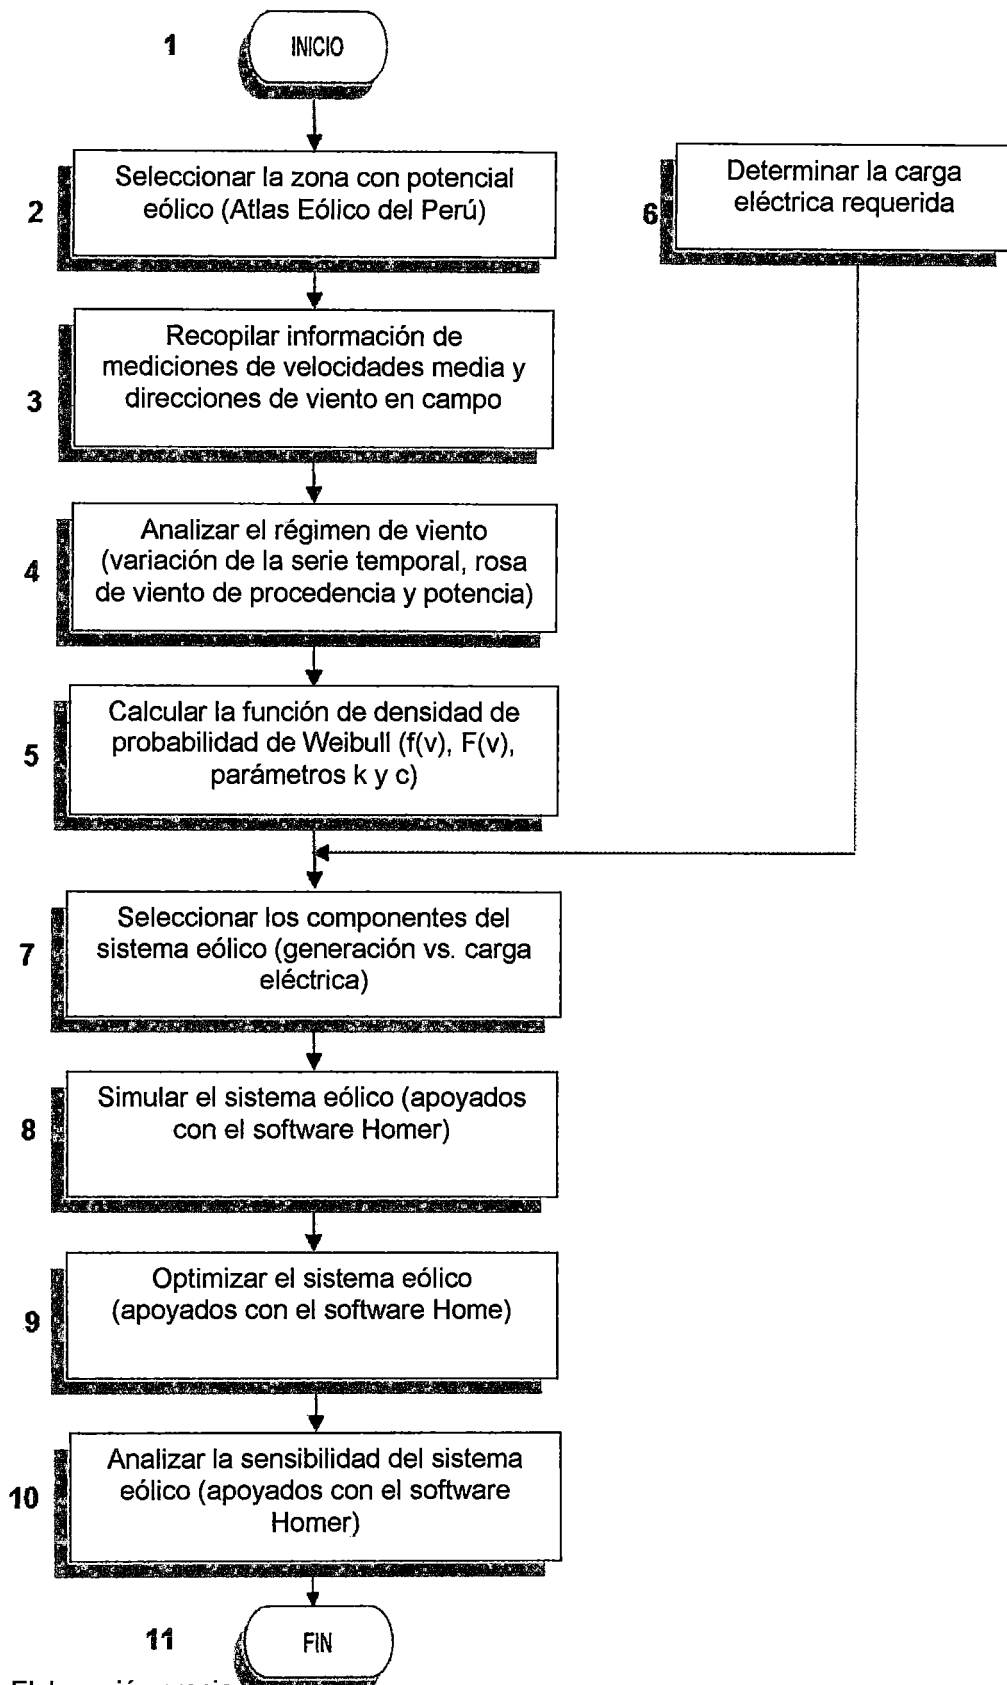 1
INICIO
2
Seleccionar la zona con potencial
eólico (Atlas Eólico del Perú)
6
Determinar la carga
eléctrica requerida
3
Recopilar información de
mediciones de velocidades media y
direcciones de viento en campo
4
Analizar el régimen de viento
(variación de la serie temporal, rosa
de viento de procedencia y potencia)
5
Calcular la función de densidad de
probabilidad de Weibull (f(v), F(v),
parámetros k y c)
7
Seleccionar los componentes del
sistema eólico (generación vs. carga
eléctrica)
8
Simular el sistema eólico (apoyados
con el software Homer)
9
Optimizar el sistema eólico
(apoyados con el software Home)
10
Analizar la sensibilidad del sistema
eólico (apoyados con el software
Homer)
11
FIN